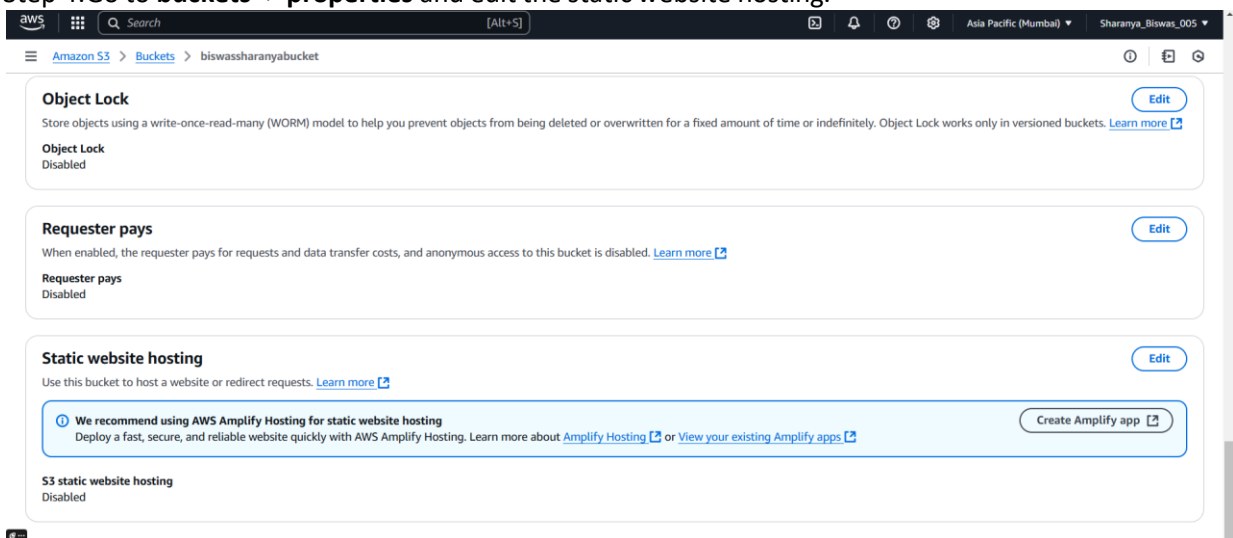 Step 4:Go to buckets → properties and edit the static website hosting.
aws
Search
[Alt+S]
Asia Pacific (Mumbai) ▼
Sharanya_Biswas_005 ▼
Amazon S3 > Buckets > biswassharanyabucket
Object Lock
Edit
Store objects using a write-once-read-many (WORM) model to help you prevent objects from being deleted or overwritten for a fixed amount of time or indefinitely. Object Lock works only in versioned buckets. Learn more
Object Lock
Disabled
Requester pays
Edit
When enabled, the requester pays for requests and data transfer costs, and anonymous access to this bucket is disabled. Learn more
Requester pays
Disabled
Static website hosting
Edit
Use this bucket to host a website or redirect requests. Learn more
We recommend using AWS Amplify Hosting for static website hosting
Create Amplify app
Deploy a fast, secure, and reliable website quickly with AWS Amplify Hosting. Learn more about Amplify Hosting or View your existing Amplify apps
S3 static website hosting
Disabled